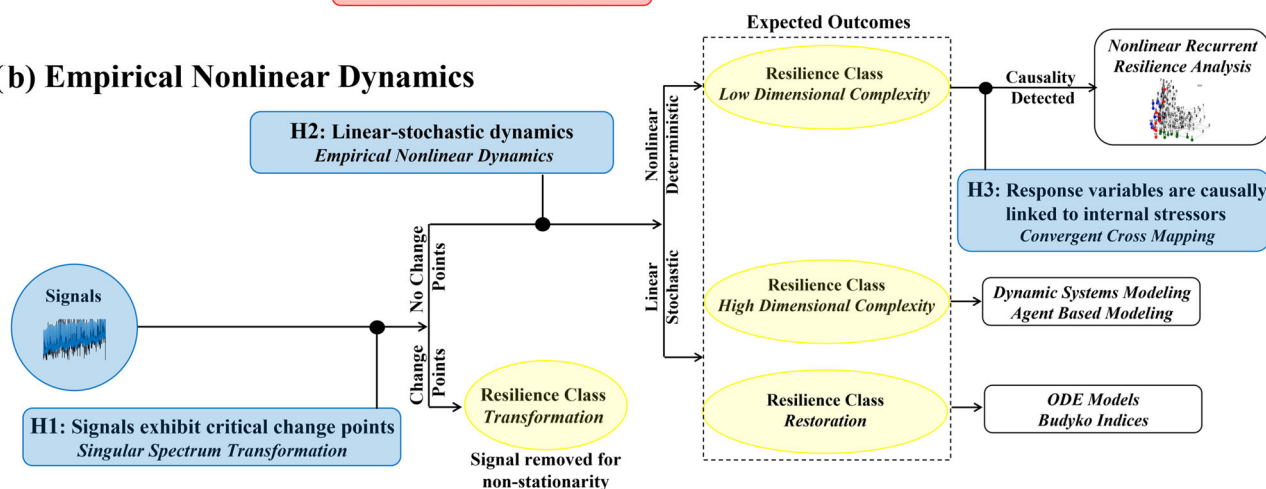 Expected Outcomes
(b) Empirical Nonlinear Dynamics
H2: Linear-stochastic dynamics
Empirical Nonlinear Dynamics
Nonlinear
Deterministic
Resilience Class
Low Dimensional Complexity
Causality
Detected
Nonlinear Recurrent
Resilience Analysis
H3: Response variables are causally
linked to internal stressors
Convergent Cross Mapping
No Change
Points
Signals
Linear
Stochastic
Resilience Class
High Dimensional Complexity
Dynamic Systems Modeling
Agent Based Modeling
Change
Points
Resilience Class
Transformation
Signal removed for
non-stationarity
H1: Signals exhibit critical change points
Singular Spectrum Transformation
Resilience Class
Restoration
ODE Models
Budyko Indices